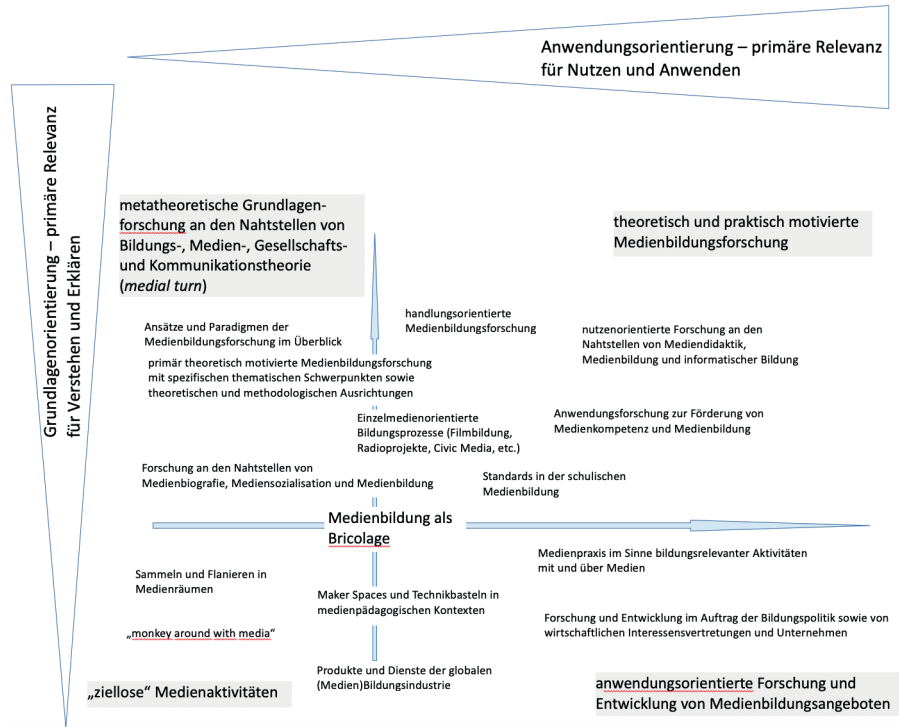 Anwendungsorientierung – primäre Relevanz
für Nutzen und Anwenden
Grundlagenorientierung – primäre Relevanz
für Verstehen und Erklären
metatheoretische Grundlagen-
forschung an den Nahtstellen von
Bildungs-, Medien-, Gesellschafts-
und Kommunikationstheorie
(medial turn)
theoretisch und praktisch motivierte
Medienbildungsforschung
handlungsorientierte
Medienbildungsforschung
Ansätze und Paradigmen der
Medienbildungsforschung im Überblick
nutzenorientierte Forschung an den
Nahtstellen von Mediendidaktik,
Medienbildung und informatischer Bildung
primär theoretisch motivierte Medienbildungsforschung
mit spezifischen thematischen Schwerpunkten sowie
theoretischen und methodologischen Ausrichtungen
Einzelmedienorientierte
Bildungsprozesse (Filmbildung,
Radioprojekte, Civic Media, etc.)
Anwendungsforschung zur Förderung von
Medienkompetenz und Medienbildung
Forschung an den Nahtstellen von
Medienbiografie, Mediensozialisation und Medienbildung
Standards in der schulischen
Medienbildung
Medienbildung als
Bricolage
Medienpraxis im Sinne bildungsrelevanter Aktivitäten
mit und über Medien
Sammeln und Flanieren in
Medienräumen
Maker Spaces und Technikbasteln in
medienpädagogischen Kontexten
Forschung und Entwicklung im Auftrag der Bildungspolitik sowie von
wirtschaftlichen Interessensvertretungen und Unternehmen
„monkey around with media“
Produkte und Dienste der globalen
(Medien)Bildungsindustrie
„ziellose“ Medienaktivitäten
anwendungsorientierte Forschung und
Entwicklung von Medienbildungsangeboten